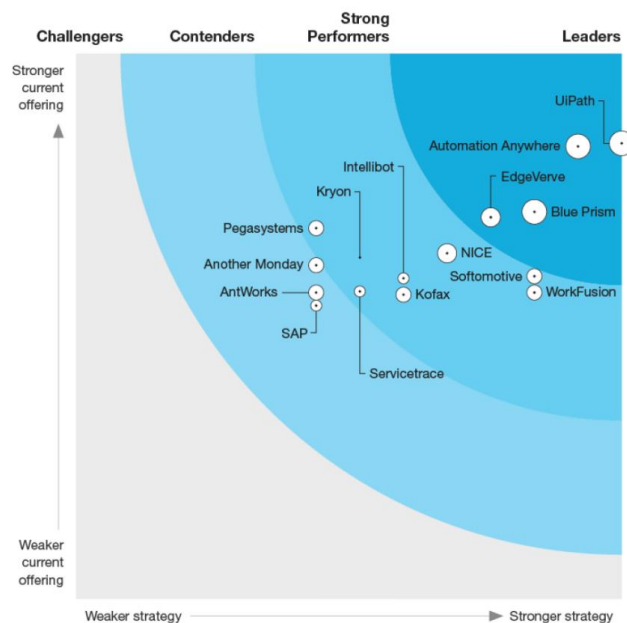 Strong
Challengers Contenders Performers Leaders
Stronger
current
offering
UiPath
Automation Anywhere
Intellibot
EdgeVerve
Kryon
Blue Prism
Pegasystems
NICE
Another Monday
Softomotive
AntWorks
Kofax
WorkFusion
SAP
Servicetrace
Weaker
current
offering
Weaker strategy Stronger strategy